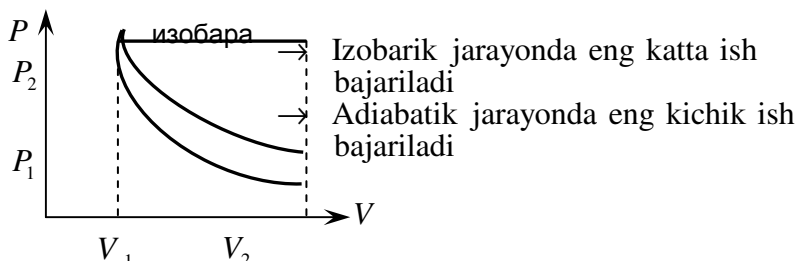 P
изобара
P₂
P₁
V
V₁
V₂
→ Izobarik jarayonda eng katta ish
bajariladi
→ Adiabatik jarayonda eng kichik ish
bajariladi